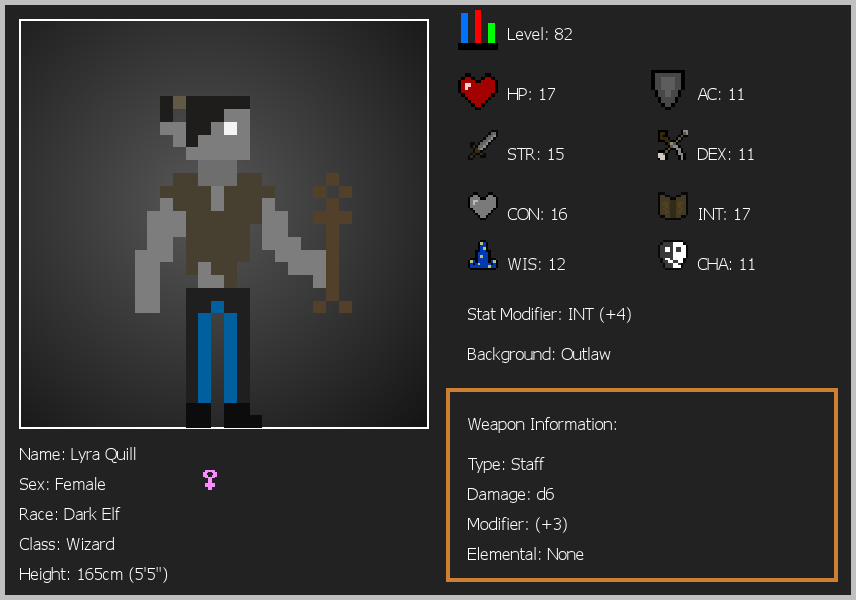 Level: 82
HP: 17
AC: 11
STR: 15
DEX: 11
CON: 16
INT: 17
WIS: 12
CHA: 11
Stat Modifier: INT (+4)
Background: Outlaw
Weapon Information:
Type: Staff
Damage: d6
Modifier: (+3)
Elemental: None
Name: Lyra Quill
Sex: Female
Race: Dark Elf
Class: Wizard
Height: 165cm (5'5")